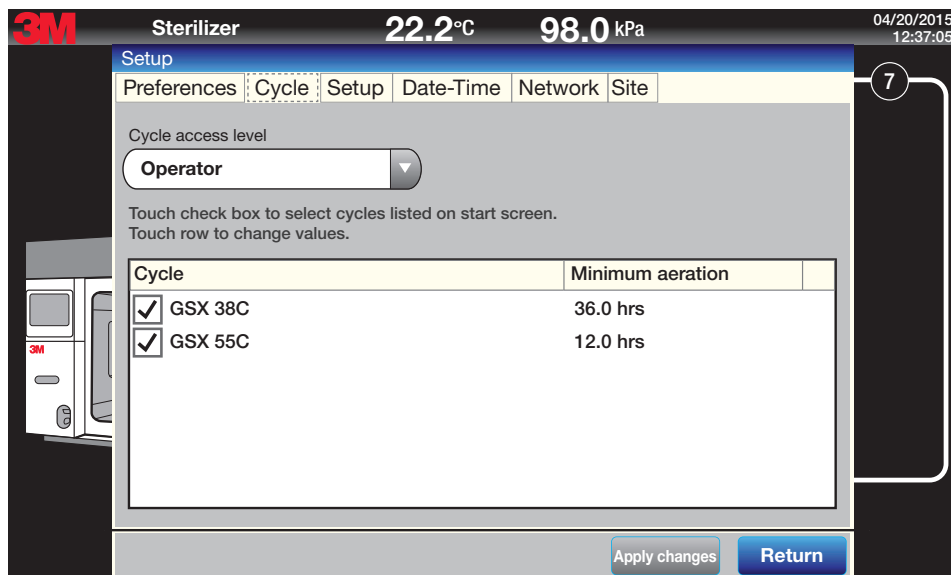 3M Sterilizer 22.2°C 98.0 kPa 04/20/2015
12:37:05
Setup
Preferences Cycle Setup Date-Time Network Site
7
Cycle access level
Operator
Touch check box to select cycles listed on start screen.
Touch row to change values.
Cycle Minimum aeration
GSX 38C 36.0 hrs
GSX 55C 12.0 hrs
3M
Apply changes Return